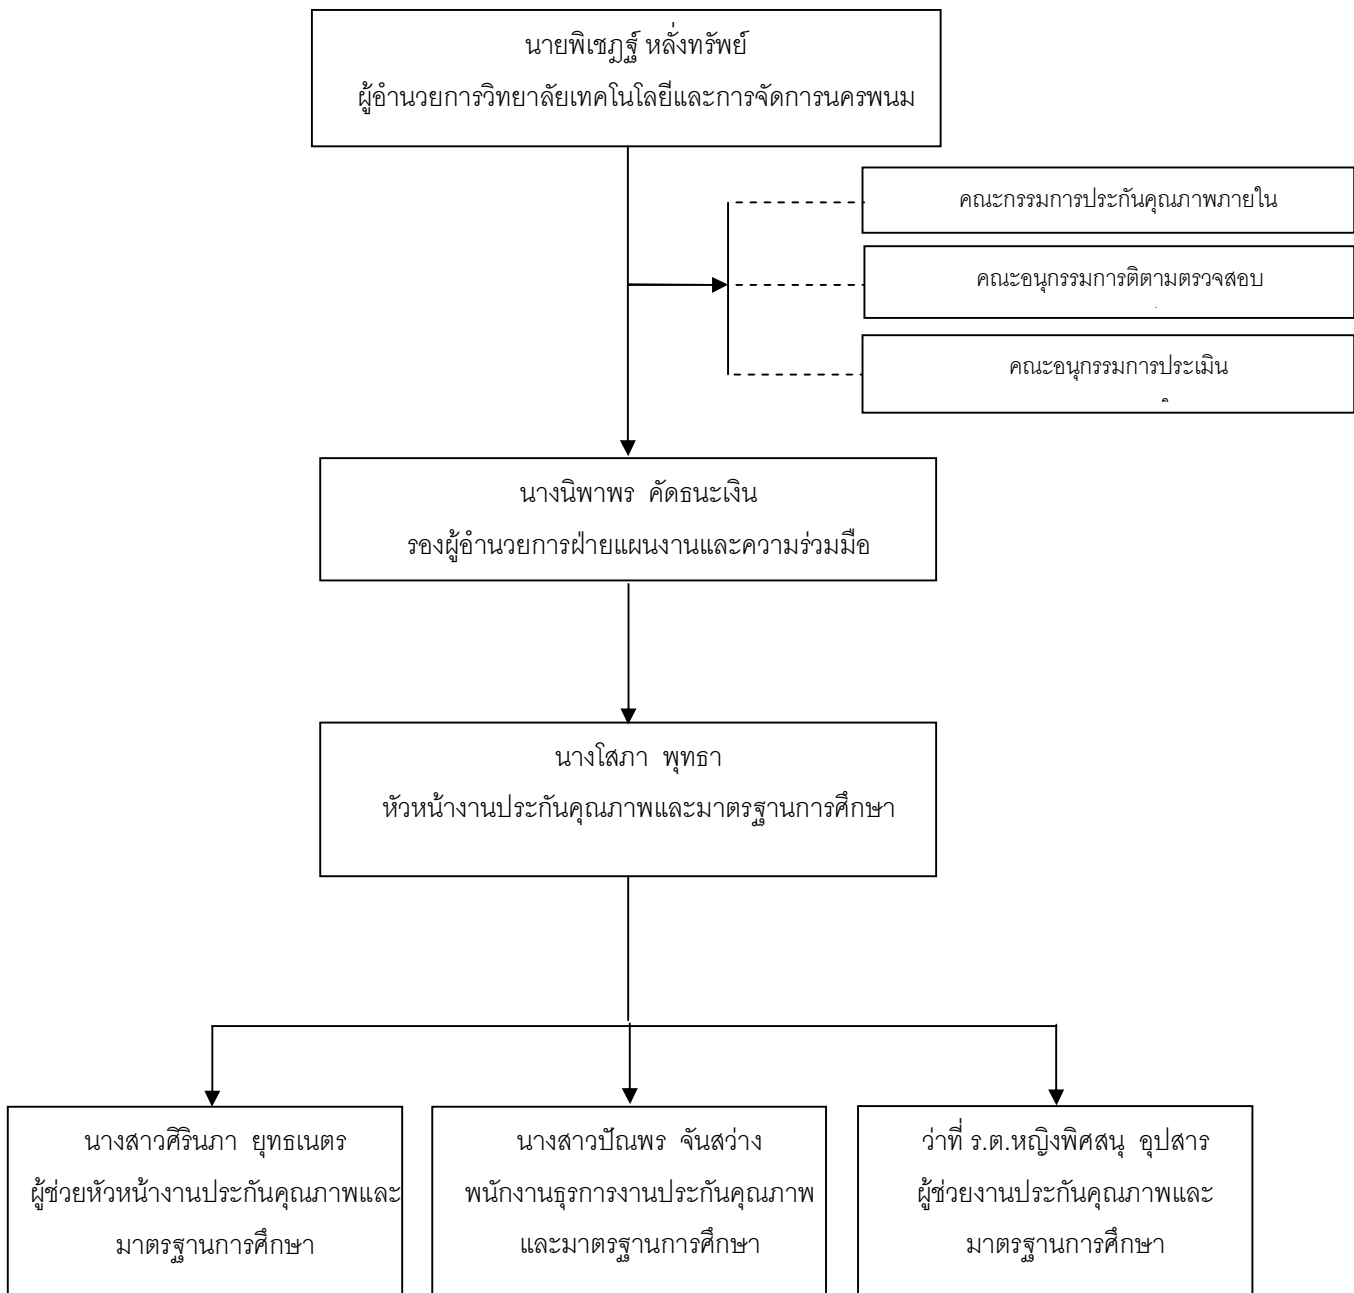 นายพิเชฎฐ์ หลั่งทรัพย์
ผู้อำนวยการวิทยาลัยเทคโนโลยีและการจัดการนครพนม
คณะกรรมการประกันคุณภาพภายใน
คณะอนุกรรมการติตามตรวจสอบ
คณะอนุกรรมการประเมิน
นางนิพาพร คัดธนะเงิน
รองผู้อำนวยการฝ่ายแผนงานและความร่วมมือ
นางโสภา พุทธา
หัวหน้างานประกันคุณภาพและมาตรฐานการศึกษา
นางสาวศิรินภา ยุทธเนตร
ผู้ช่วยหัวหน้างานประกันคุณภาพและ
มาตรฐานการศึกษา
นางสาวปัณพร จันสว่าง
พนักงานธุรการงานประกันคุณภาพ
และมาตรฐานการศึกษา
ว่าที่ ร.ต.หญิงพิศสนุ อุปสาร
ผู้ช่วยงานประกันคุณภาพและ
มาตรฐานการศึกษา